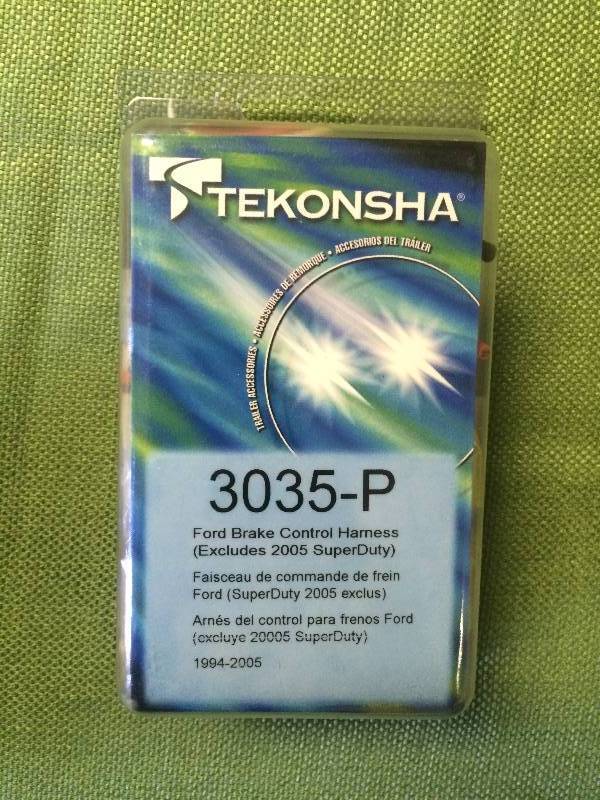 TEKONSHA®
TRAILER ACCESSORIES • ACCESSOIRES DE REMORQUE • ACCESORIOS DEL TRÁILER
3035-P
Ford Brake Control Harness
(Excludes 2005 SuperDuty)
Faisceau de commande de frein
Ford (SuperDuty 2005 exclus)
Arnés del control para frenos Ford
(excluye 20005 SuperDuty)
1994-2005